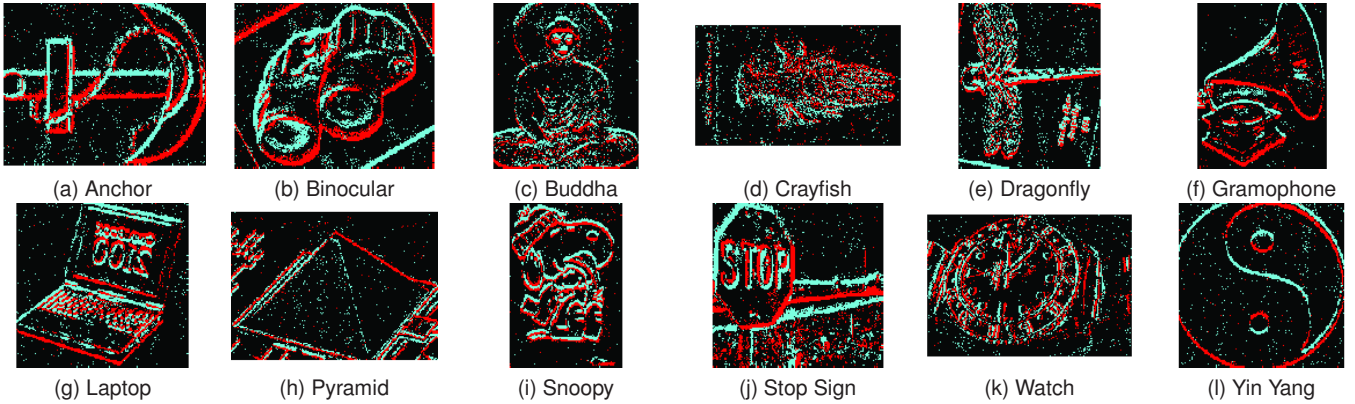 (a) Anchor
(b) Binocular
(c) Buddha
(d) Crayfish
(e) Dragonfly
(f) Gramophone
STOP
(g) Laptop
(h) Pyramid
(i) Snoopy
(j) Stop Sign
(k) Watch
(l) Yin Yang